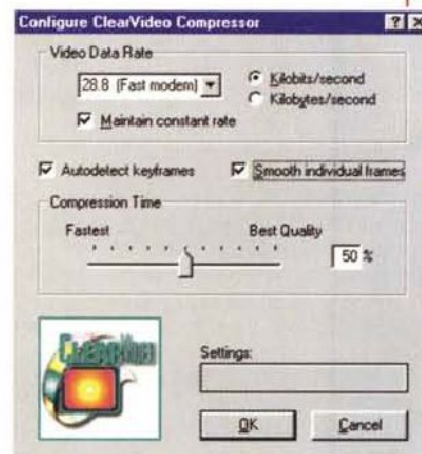 Configure ClearVideo Compressor
Video Data Rate
28.8 (Fast modem)
Kilobits/second
Kilobytes/second
Maintain constant rate
Autodetect keyframes
Smooth individual frames
Compression Time
Fastest
Best Quality
50 %
CLEARVIDEO
Settings:
OK
Cancel